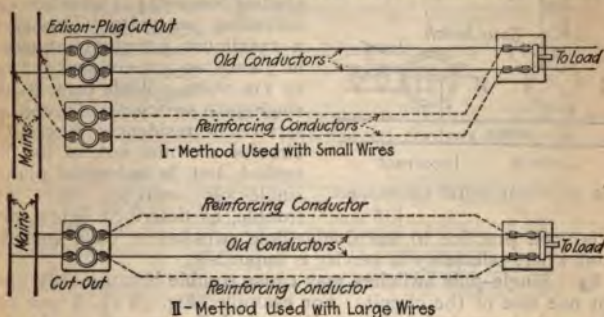 Edison-Plug Cut-Out
Old Conductors
To Load
Mains
Reinforcing Conductors
I-Method Used with Small Wires
Reinforcing Conductor
Mains
Old Conductors
To Load
Cut-Out
Reinforcing Conductor
II-Method Used with Large Wires